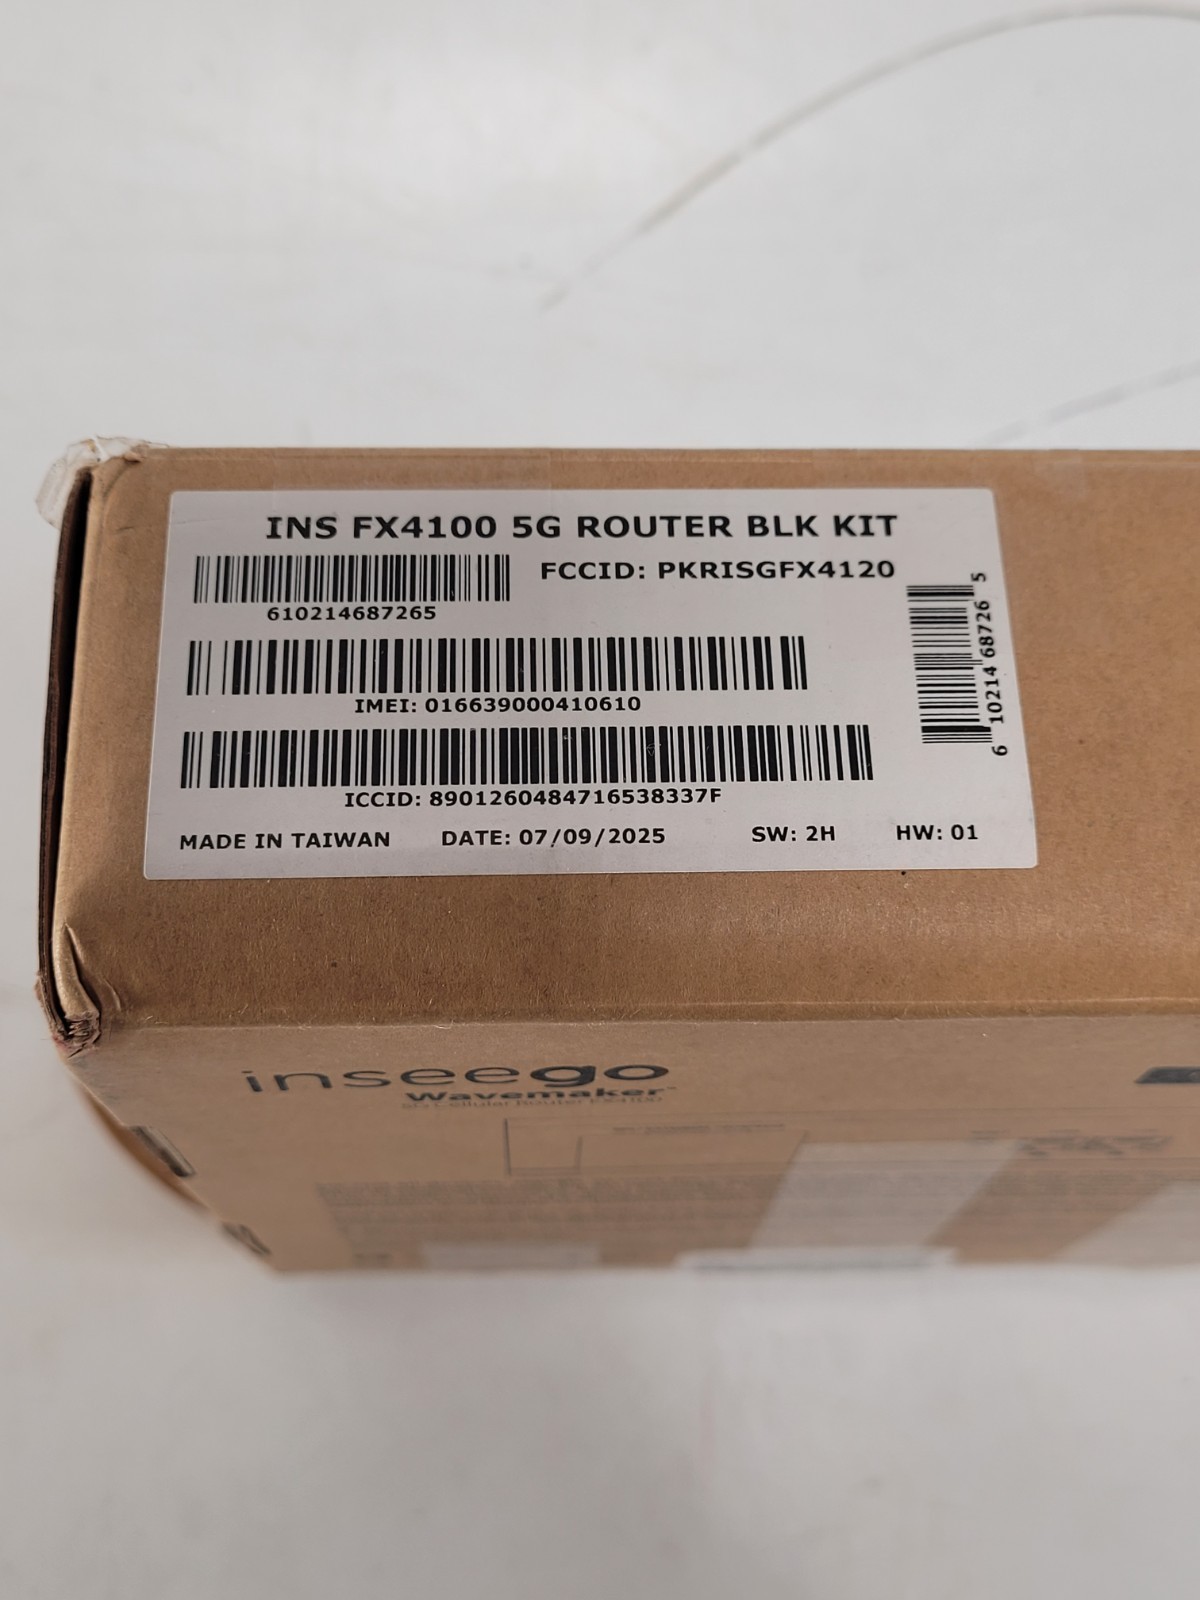 INS FX4100 5G ROUTER BLK KIT
FCCID: PKRISGFX4120
610214687265
IMEI: 016639000410610
ICCID: 8901260484716538337F
6 10214 68726 5
MADE IN TAIWAN DATE: 07/09/2025 SW: 2H HW: 01
inseego
Wavemaker™